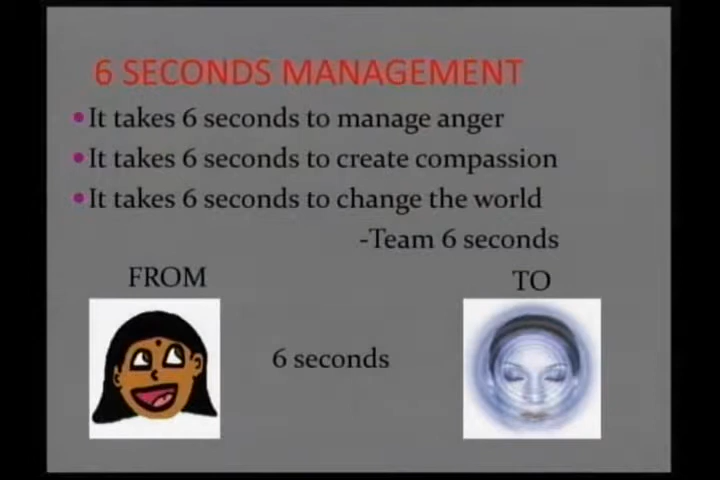 6 SECONDS MANAGEMENT
•It takes 6 seconds to manage anger
•It takes 6 seconds to create compassion
•It takes 6 seconds to change the world
-Team 6 seconds
FROM
TO
6 seconds